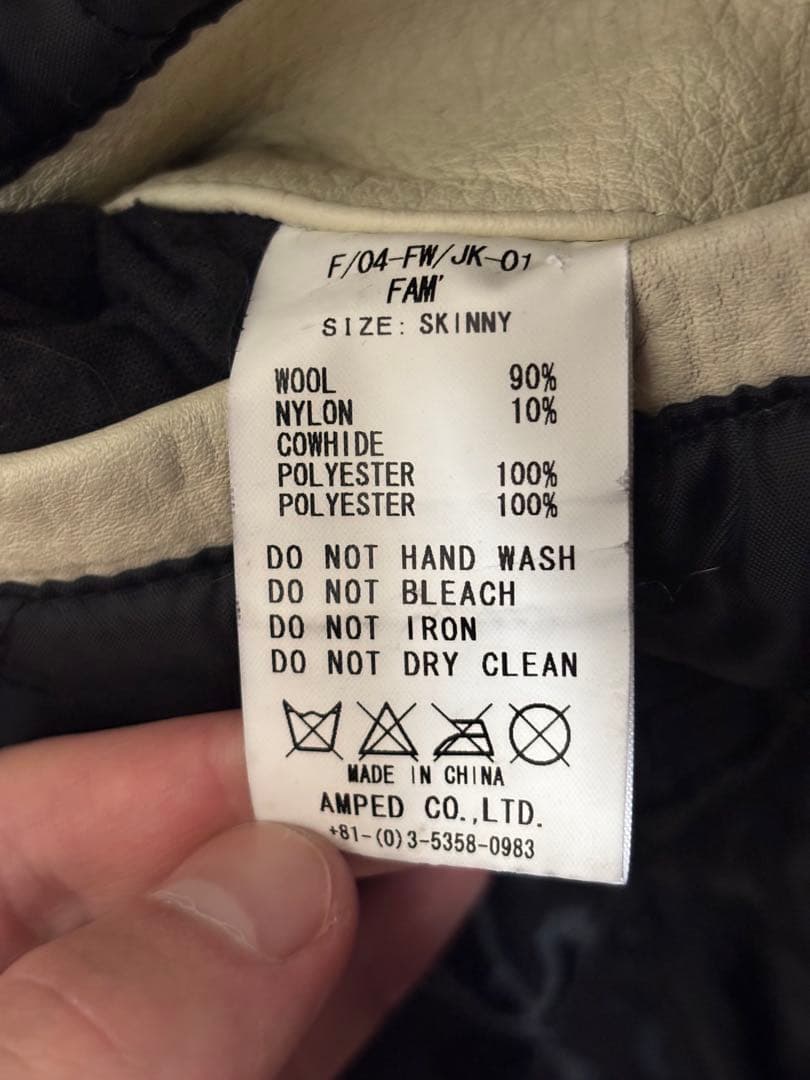 F/04-FW/JK-01
FAM'
SIZE: SKINNY
WOOL 90%
NYLON 10%
COWHIDE
POLYESTER 100%
POLYESTER 100%
DO NOT HAND WASH
DO NOT BLEACH
DO NOT IRON
DO NOT DRY CLEAN
MADE IN CHINA
AMPED CO.,LTD.
+81-(0)3-5358-0983